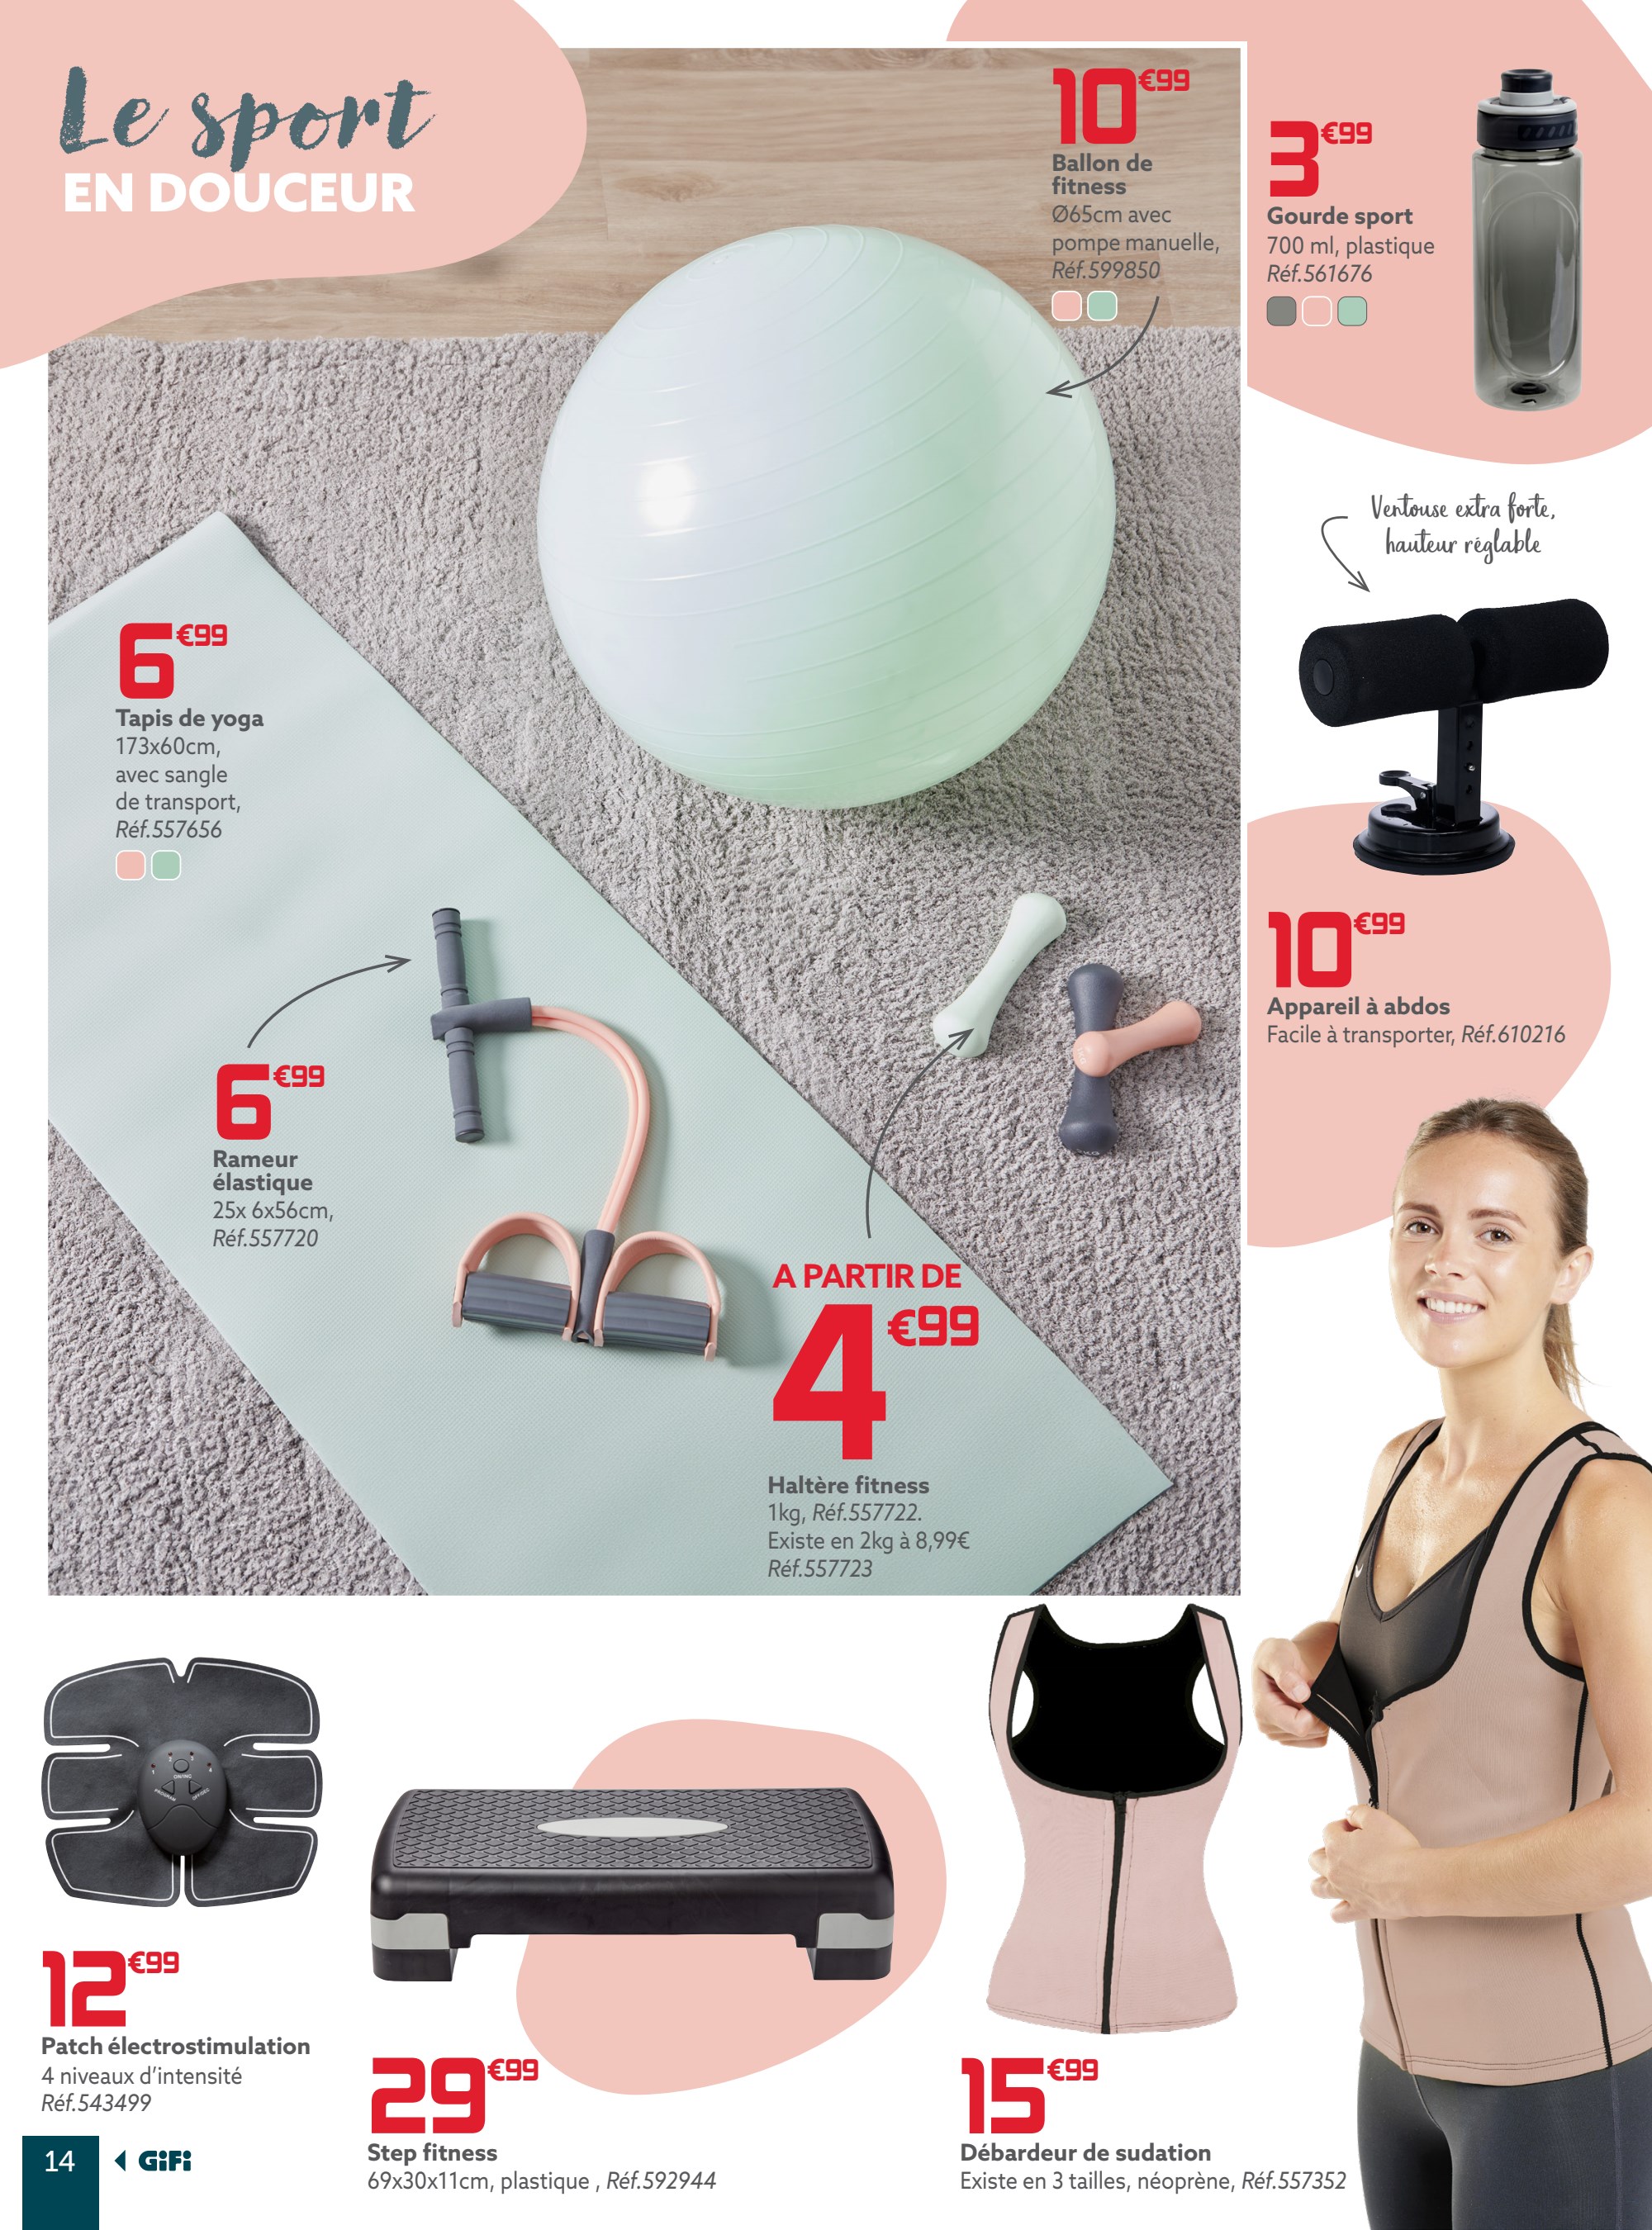 Le sport
EN DOUCEUR
10€99
Ballon de
fitness
Ø65cm avec
pompe manuelle,
Réf.599850
3€99
Gourde sport
700 ml, plastique
Réf.561676
Ventouse extra forte,
hauteur réglable
6€99
Tapis de yoga
173x60cm,
avec sangle
de transport,
Réf.557656
10€99
Appareil à abdos
Facile à transporter, Réf.610216
6€99
Rameur
élastique
25x 6x56cm,
Réf.557720
A PARTIR DE
4€99
Haltère fitness
1kg, Réf.557722.
Existe en 2kg à 8,99€
Réf.557723
12€99
Patch électrostimulation
4 niveaux d'intensité
Réf.543499
29€99
Step fitness
69x30x11cm, plastique , Réf.592944
15€99
Débardeur de sudation
Existe en 3 tailles, néoprène, Réf.557352
14
GiFi